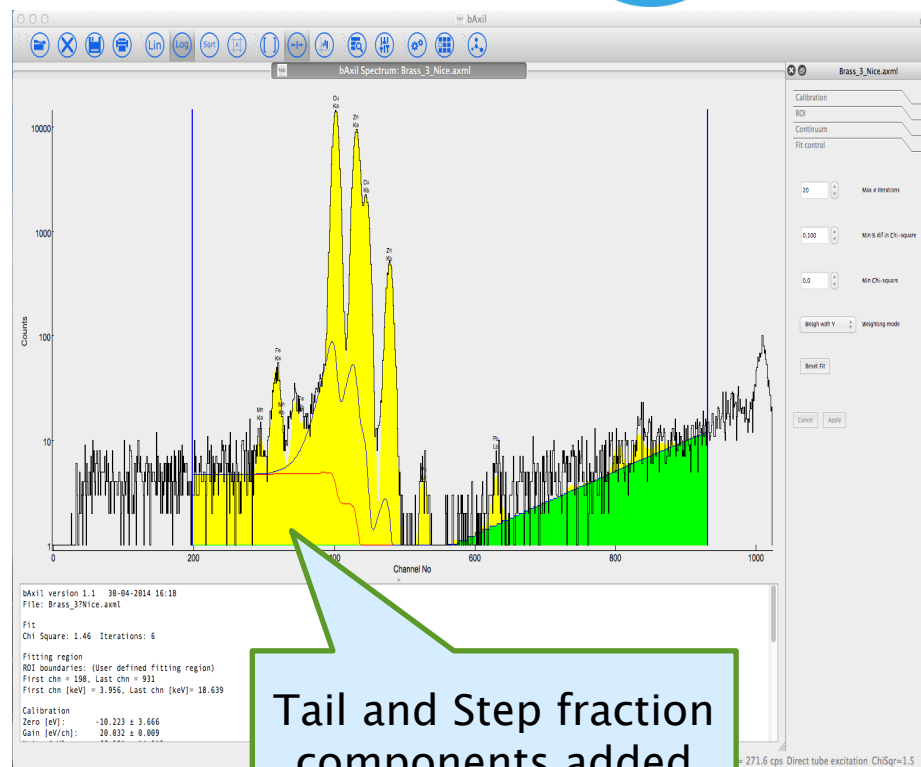 bAxil
Lin
Log
Sqrt
bAxil Spectrum: Brass_3_Nice.axml
Brass_3_Nice.axml
Calibration
ROI
Continuum
Fit control
20 Max # Iterations
0.100 Min % dif in Chi-square
0.0 Min Chi-square
Weigh with Y Weighting mode
Reset Fit
Cancel Apply
Counts
10000
1000
100
10
1
Cu
Ka
Zn
Ka
Cu
Kb
Zn
Kb
Fe
Ka
Mn
Ka
Mn
0 200 400 600 800 1000
Channel No
bAxil version 1.1 30-04-2014 16:18
File: Brass_3?Nice.axml
Fit
Chi Square: 1.46 Iterations: 6
Fitting region
ROI boundaries: (User defined fitting region)
First chn = 198, Last chn = 931
First chn [keV] = 3.956, Last chn [keV]= 18.639
Calibration
Zero [eV]: -10.223 ± 3.666
Gain [eV/ch]: 20.032 ± 0.009
Tail and Step fraction
components added
= 271.6 cps Direct tube excitation ChiSqr=1.5